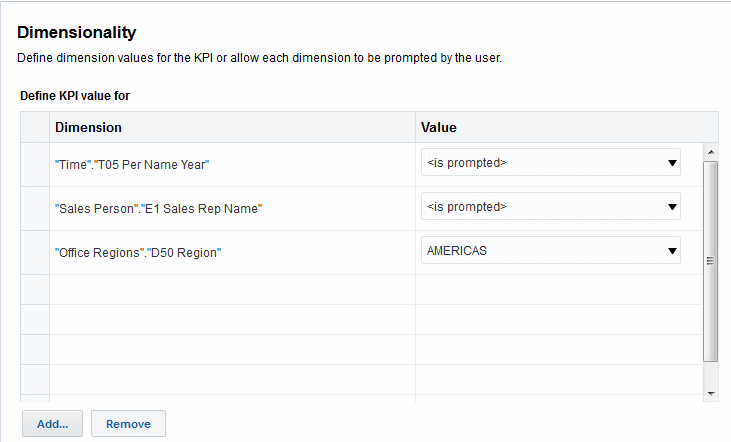 Dimensionality
Define dimension values for the KPI or allow each dimension to be prompted by the user.
Define KPI value for
Dimension Value
"Time"."T05 Per Name Year" <is prompted>
"Sales Person"."E1 Sales Rep Name" <is prompted>
"Office Regions"."D50 Region" AMERICAS
Add... Remove